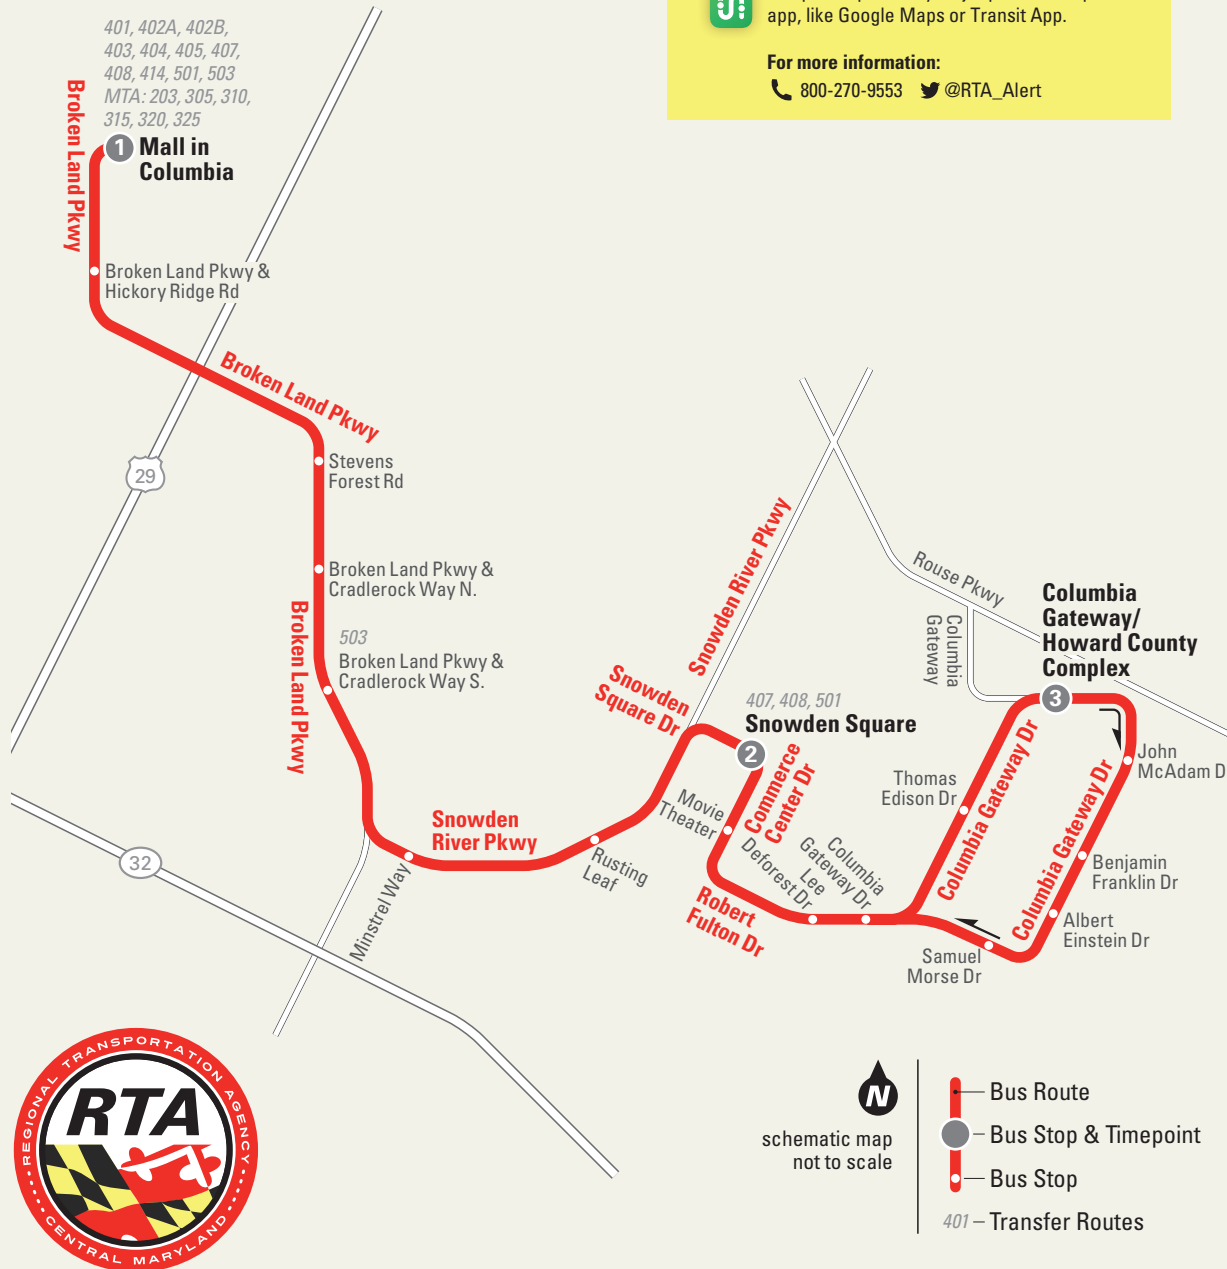 app, like Google Maps or Transit App.
For more information:
800-270-9553 @RTA_Alert
401, 402A, 402B,
403, 404, 405, 407,
408, 414, 501, 503
MTA: 203, 305, 310,
315, 320, 325
1 Mall in
Columbia
Broken Land Pkwy
Broken Land Pkwy &
Hickory Ridge Rd
Broken Land Pkwy
29
Stevens
Forest Rd
Broken Land Pkwy &
Cradlerock Way N.
Broken Land Pkwy
503
Broken Land Pkwy &
Cradlerock Way S.
32
Minstrel Way
Snowden
River Pkwy
Rusting
Leaf
Snowden
Square Dr
Snowden River Pkwy
407, 408, 501
Snowden Square
2
Movie
Theater
Commerce
Center Dr
Robert
Fulton Dr
Lee
Deforest Dr
Columbia
Gateway Dr
Rouse Pkwy
Columbia
Gateway
Columbia
Gateway/
Howard County
Complex
3
Thomas
Edison Dr
Columbia Gateway Dr
Columbia Gateway Dr
John
McAdam D
Benjamin
Franklin Dr
Albert
Einstein Dr
Samuel
Morse Dr
REGIONAL TRANSPORTATION AGENCY
RTA
CENTRAL MARYLAND
N
schematic map
not to scale
Bus Route
Bus Stop & Timepoint
Bus Stop
401 – Transfer Routes